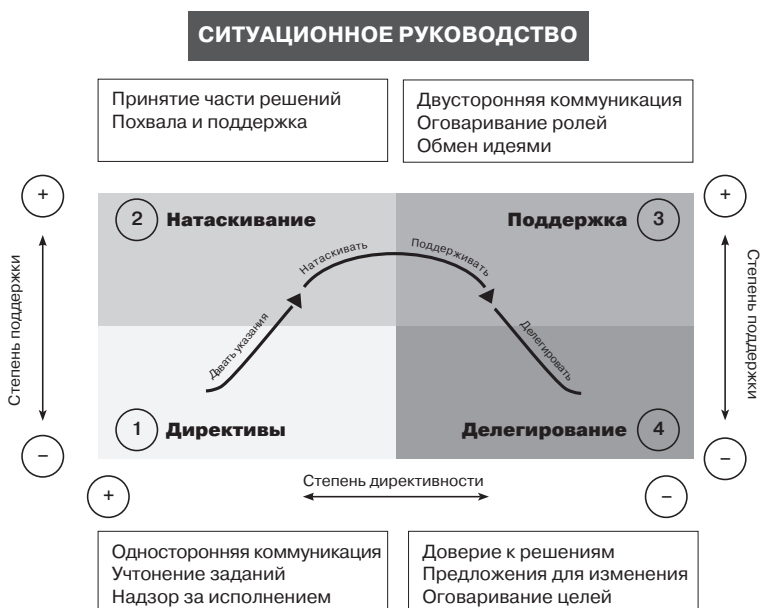 СИТУАЦИОННОЕ РУКОВОДСТВО
Принятие части решений
Похвала и поддержка
Двусторонняя коммуникация
Оговаривание ролей
Обмен идеями
+
+
2 Натаскивание
Поддержка 3
Натаскивать
Поддерживать
Степень поддержки
Степень поддержки
Давать указания
Делегировать
1 Директивы
Делегирование 4
–
–
+
Степень директивности
–
Односторонняя коммуникация
Учтонение заданий
Надзор за исполнением
Доверие к решениям
Предложения для изменения
Оговаривание целей